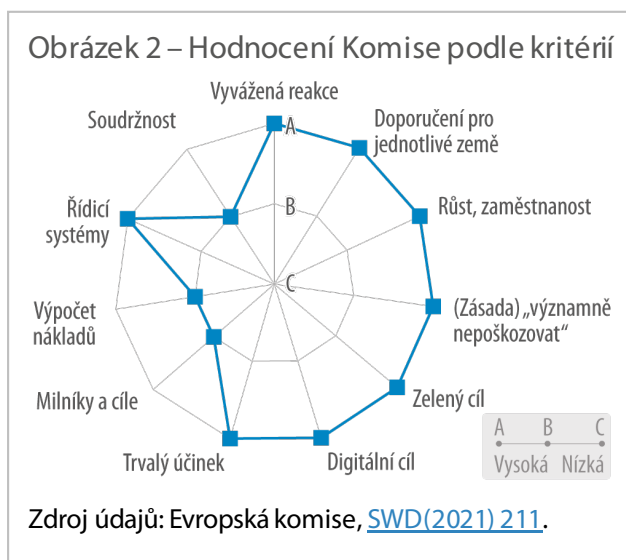 Obrázek 2 – Hodnocení Komise podle kritérií
Vyvážená reakce
Soudržnost
Doporučení pro
jednotlivé země
A
Řídicí
systémy
B
Růst, zaměstnanost
C
Výpočet
nákladů
(Zásada) „významně
nepoškozovat“
Milníky a cíle
Zelený cíl
Trvalý účinek
Digitální cíl
A B C
Vysoká Nízká
Zdroj údajů: Evropská komise, SWD(2021) 211.